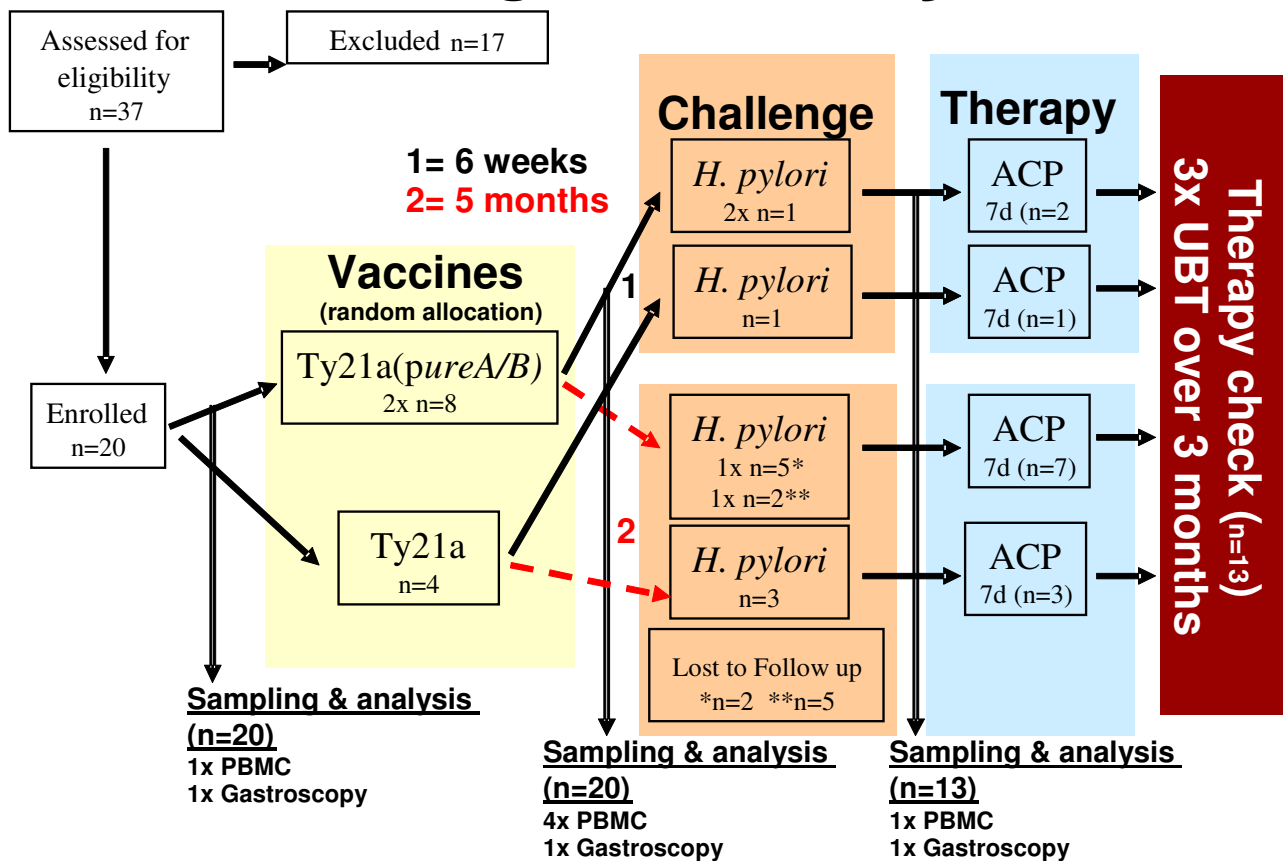 Assessed for
eligibility
n=37
Excluded n=17
1= 6 weeks
2= 5 months
Vaccines
(random allocation)
Ty21a(pureA/B)
2x n=8
Enrolled
n=20
Ty21a
n=4
Challenge
1
H. pylori
2x n=1
H. pylori
n=1
2
H. pylori
1x n=5*
1x n=2**
H. pylori
n=3
Lost to Follow up
*n=2 **n=5
Therapy
ACP
7d (n=2
ACP
7d (n=1)
ACP
7d (n=7)
ACP
7d (n=3)
Therapy check (n=13)
3x UBT over 3 months
Sampling & analysis
(n=20)
1x PBMC
1x Gastroscopy
Sampling & analysis
(n=20)
4x PBMC
1x Gastroscopy
Sampling & analysis
(n=13)
1x PBMC
1x Gastroscopy